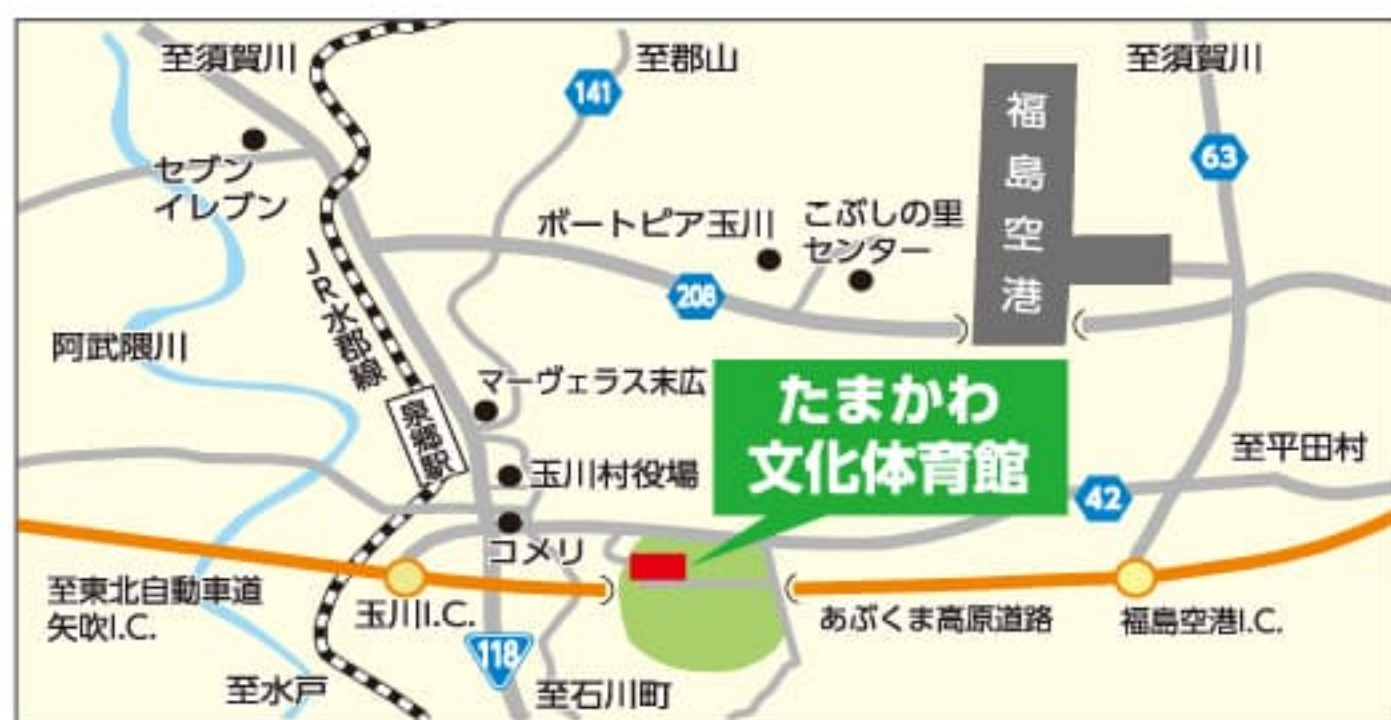 至須賀川
141
至郡山
福島空港
至須賀川
63
セブン
イレブン
ボートピア玉川
こぶしの里
センター
208
JR水郡線
阿武隈川
マーヴェラス末広
泉郷駅
玉川村役場
コメリ
たまかわ
文化体育館
至平田村
42
至東北自動車道
矢吹I.C.
玉川I.C.
118
あぶくま高原道路
福島空港I.C.
至水戸
至石川町